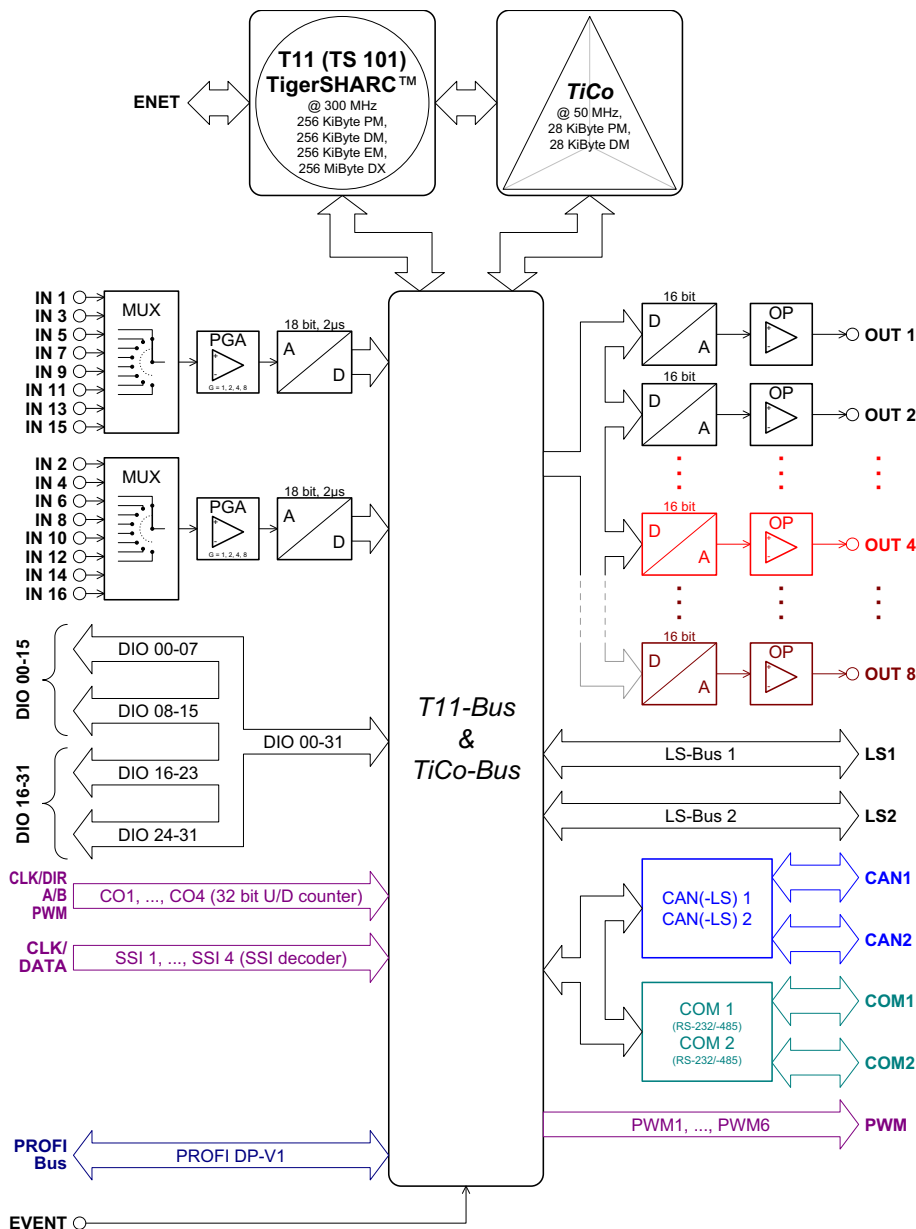 T11 (TS 101)
TigerSHARC™
@ 300 MHz
256 KiByte PM,
256 KiByte DM,
256 KiByte EM,
256 MiByte DX
TiCo
@ 50 MHz,
28 KiByte PM,
28 KiByte DM
ENET
IN 1
IN 3
IN 5
IN 7
IN 9
IN 11
IN 13
IN 15
MUX
PGA
+
-
G = 1, 2, 4, 8
18 bit, 2µs
A
D
IN 2
IN 4
IN 6
IN 8
IN 10
IN 12
IN 14
IN 16
MUX
PGA
+
-
G = 1, 2, 4, 8
18 bit, 2µs
A
D
DIO 00-15
DIO 16-31
DIO 00-07
DIO 08-15
DIO 16-23
DIO 24-31
DIO 00-31
CLK/DIR
A/B
PWM
CO1, ..., CO4 (32 bit U/D counter)
CLK/
DATA
SSI 1, ..., SSI 4 (SSI decoder)
PROFI
Bus
PROFI DP-V1
EVENT
T11-Bus
&
TiCo-Bus
16 bit
D
A
OP
+
-
OUT 1
16 bit
D
A
OP
+
-
OUT 2
16 bit
D
A
OP
+
-
OUT 4
16 bit
D
A
OP
+
-
OUT 8
LS-Bus 1
LS1
LS-Bus 2
LS2
CAN(-LS) 1
CAN(-LS) 2
CAN1
CAN2
COM 1
(RS-232/-485)
COM 2
(RS-232/-485)
COM1
COM2
PWM1, ..., PWM6
PWM